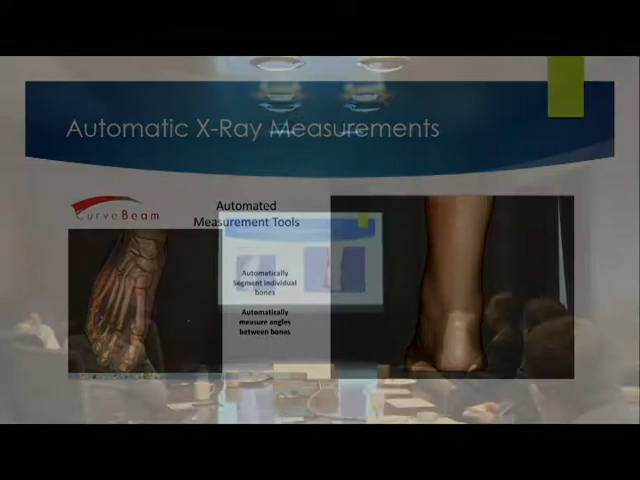 Automatic X-Ray Measurements
CurveBeam
Automated
Measurement Tools
Automatically
Segment individual
bones
Automatically
measure angles
between bones